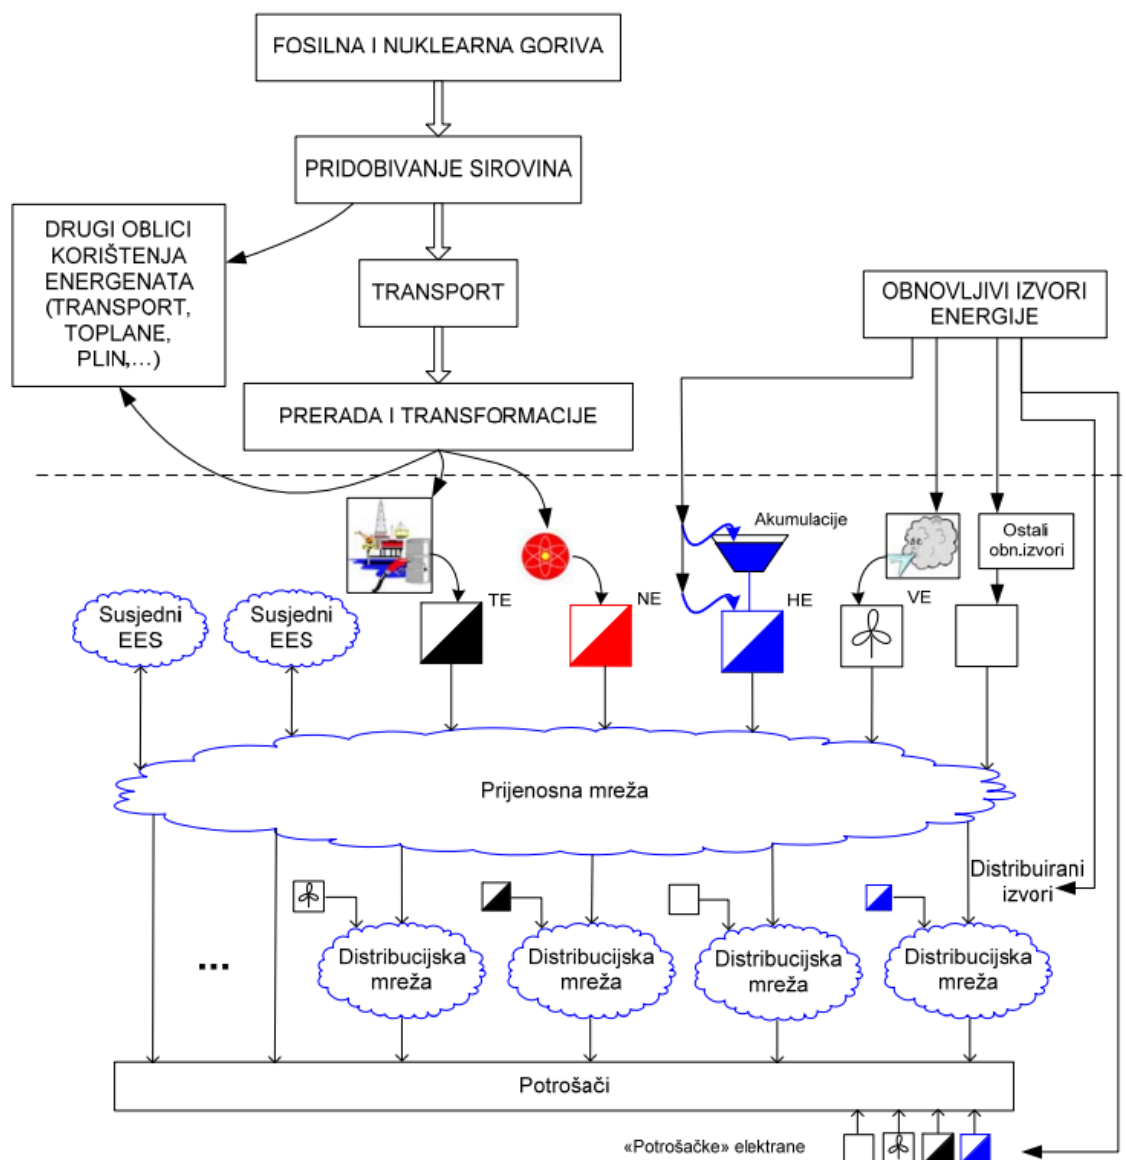 FOSILNA I NUKLEARNA GORIVA
PRIDOBIVANJE SIROVINA
DRUGI OBLICI
KORIŠTENJA
ENERGENATA
(TRANSPORT,
TOPLANE,
PLIN,...)
TRANSPORT
OBNOVLJIVI IZVORI
ENERGIJE
PRERADA I TRANSFORMACIJE
Akumulacije
Ostali
obn.izvori
TE
NE
HE
VE
Susjedni
EES
Susjedni
EES
Prijenosna mreža
Distribuirani
izvori
Distribucijska
mreža
Distribucijska
mreža
Distribucijska
mreža
Distribucijska
mreža
...
Potrošači
«Potrošačke» elektrane